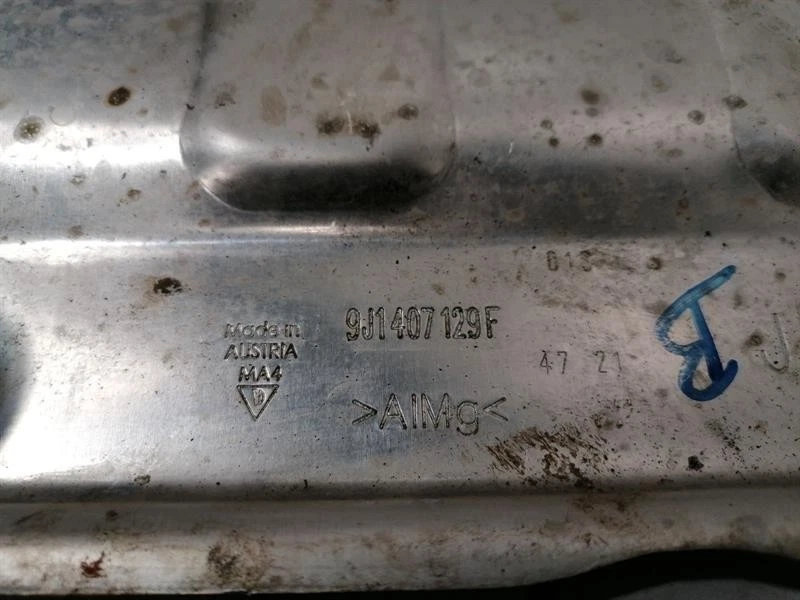 Made in
AUSTRIA
MA4
D
9J1407129F
>AlMg<
47 21
B
J